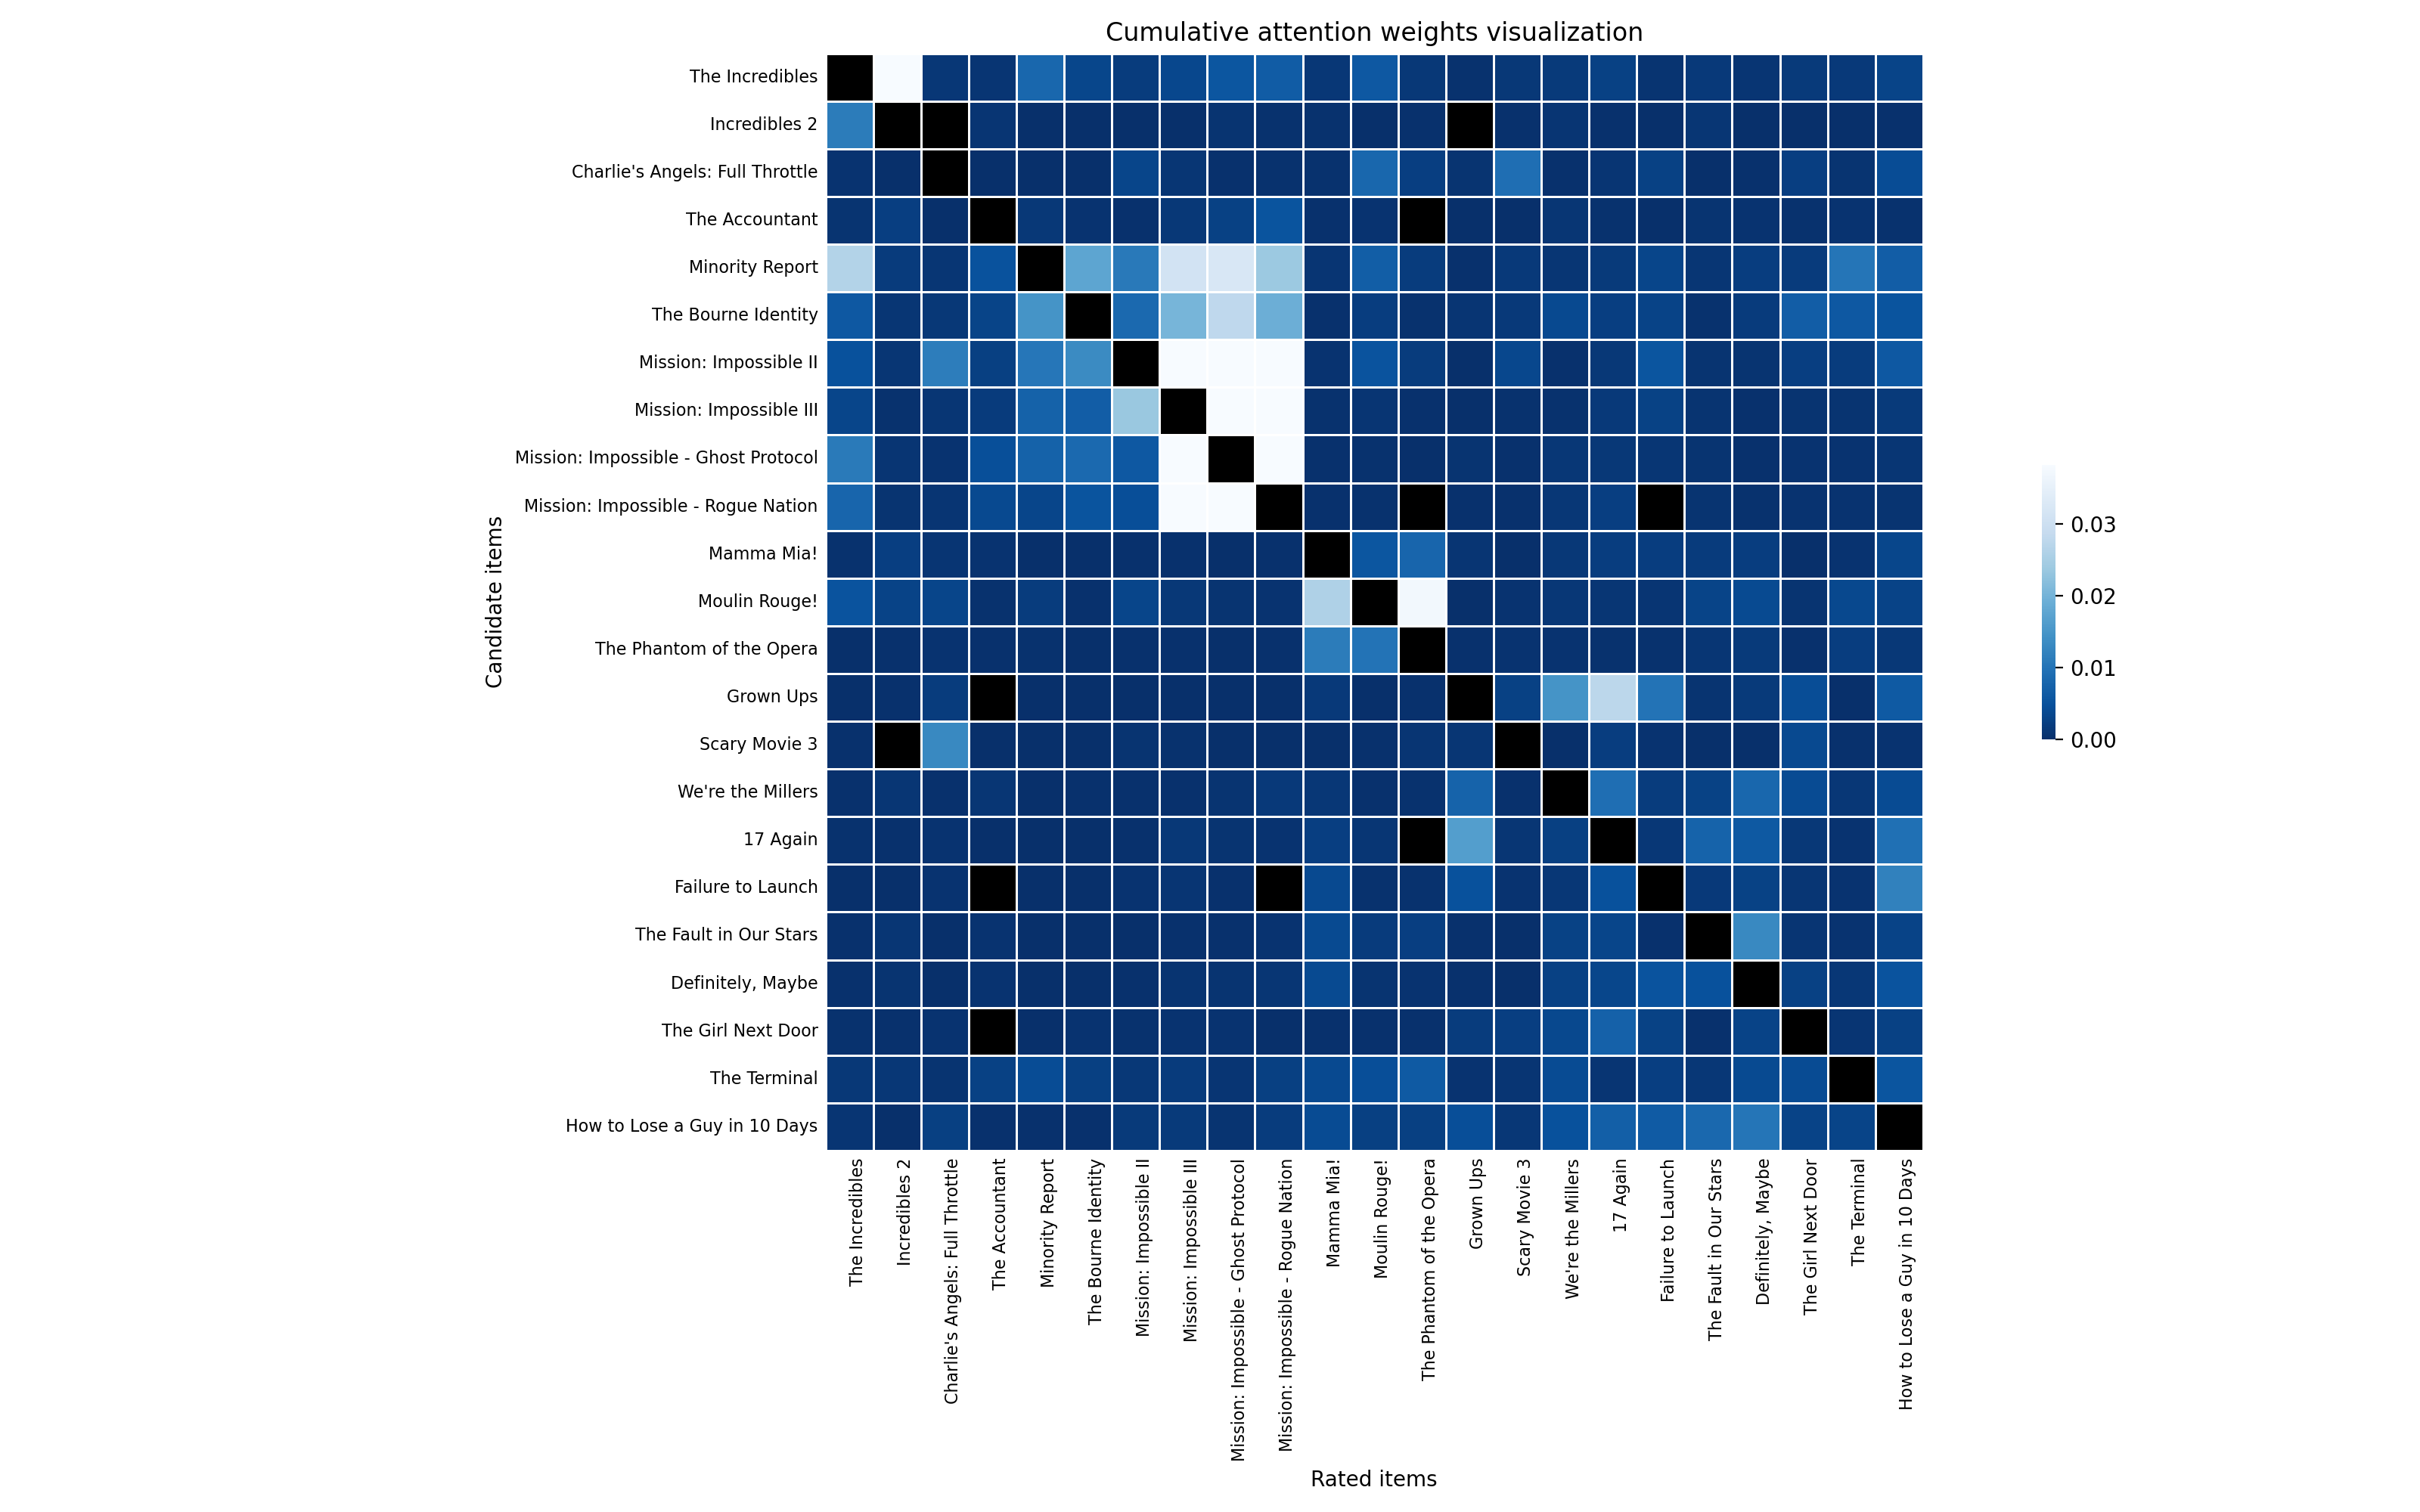 Cumulative attention weights visualization
The Incredibles
Incredibles 2
Charlie's Angels: Full Throttle
The Accountant
Minority Report
The Bourne Identity
Mission: Impossible II
Mission: Impossible III
Mission: Impossible - Ghost Protocol
Mission: Impossible - Rogue Nation
Mamma Mia!
Moulin Rouge!
The Phantom of the Opera
Grown Ups
Scary Movie 3
We're the Millers
17 Again
Failure to Launch
The Fault in Our Stars
Definitely, Maybe
The Girl Next Door
The Terminal
How to Lose a Guy in 10 Days
Candidate items
The Incredibles
Incredibles 2
Charlie's Angels: Full Throttle
The Accountant
Minority Report
The Bourne Identity
Mission: Impossible II
Mission: Impossible III
Mission: Impossible - Ghost Protocol
Mission: Impossible - Rogue Nation
Mamma Mia!
Moulin Rouge!
The Phantom of the Opera
Grown Ups
Scary Movie 3
We're the Millers
17 Again
Failure to Launch
The Fault in Our Stars
Definitely, Maybe
The Girl Next Door
The Terminal
How to Lose a Guy in 10 Days
Rated items
0.03
0.02
0.01
0.00